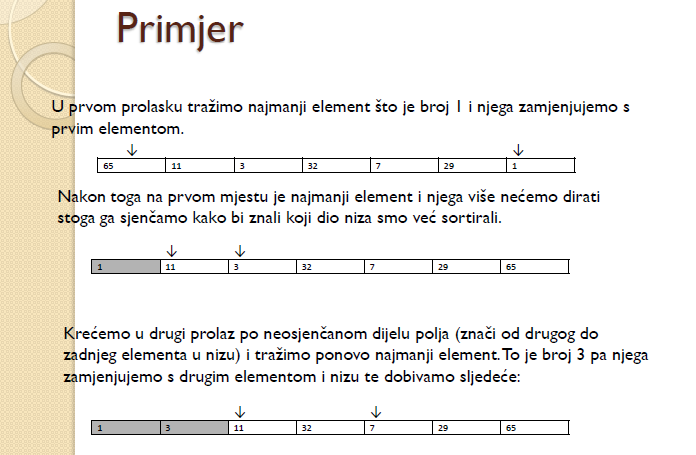 Primjer
U prvom prolasku tražimo najmanji element što je broj 1 i njega zamjenjujemo s
prvim elementom.
↓ ↓
65 11 3 32 7 29 1
Nakon toga na prvom mjestu je najmanji element i njega više nećemo dirati
stoga ga sjenčamo kako bi znali koji dio niza smo već sortirali.
↓ ↓
1 11 3 32 7 29 65
Krećemo u drugi prolaz po neosjenčanom dijelu polja (znači od drugog do
zadnjeg elementa u nizu) i tražimo ponovo najmanji element. To je broj 3 pa njega
zamjenjujemo s drugim elementom i nizu te dobivamo sljedeće:
↓ ↓
1 3 11 32 7 29 65